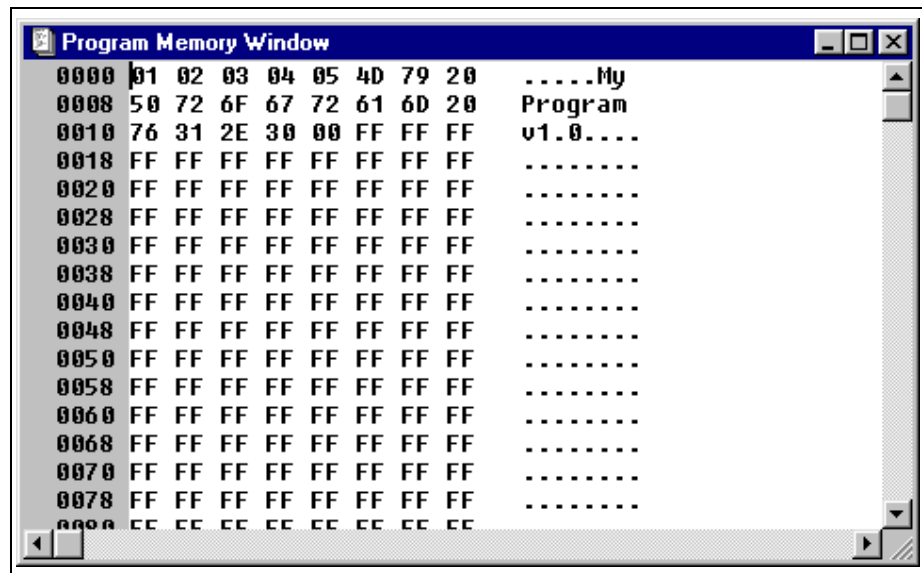 Program Memory Window
0000 01 02 03 04 05 4D 79 20 .....My
0008 50 72 6F 67 72 61 6D 20 Program
0010 76 31 2E 30 00 FF FF FF v1.0....
0018 FF FF FF FF FF FF FF FF ........
0020 FF FF FF FF FF FF FF FF ........
0028 FF FF FF FF FF FF FF FF ........
0030 FF FF FF FF FF FF FF FF ........
0038 FF FF FF FF FF FF FF FF ........
0040 FF FF FF FF FF FF FF FF ........
0048 FF FF FF FF FF FF FF FF ........
0050 FF FF FF FF FF FF FF FF ........
0058 FF FF FF FF FF FF FF FF ........
0060 FF FF FF FF FF FF FF FF ........
0068 FF FF FF FF FF FF FF FF ........
0070 FF FF FF FF FF FF FF FF ........
0078 FF FF FF FF FF FF FF FF ........